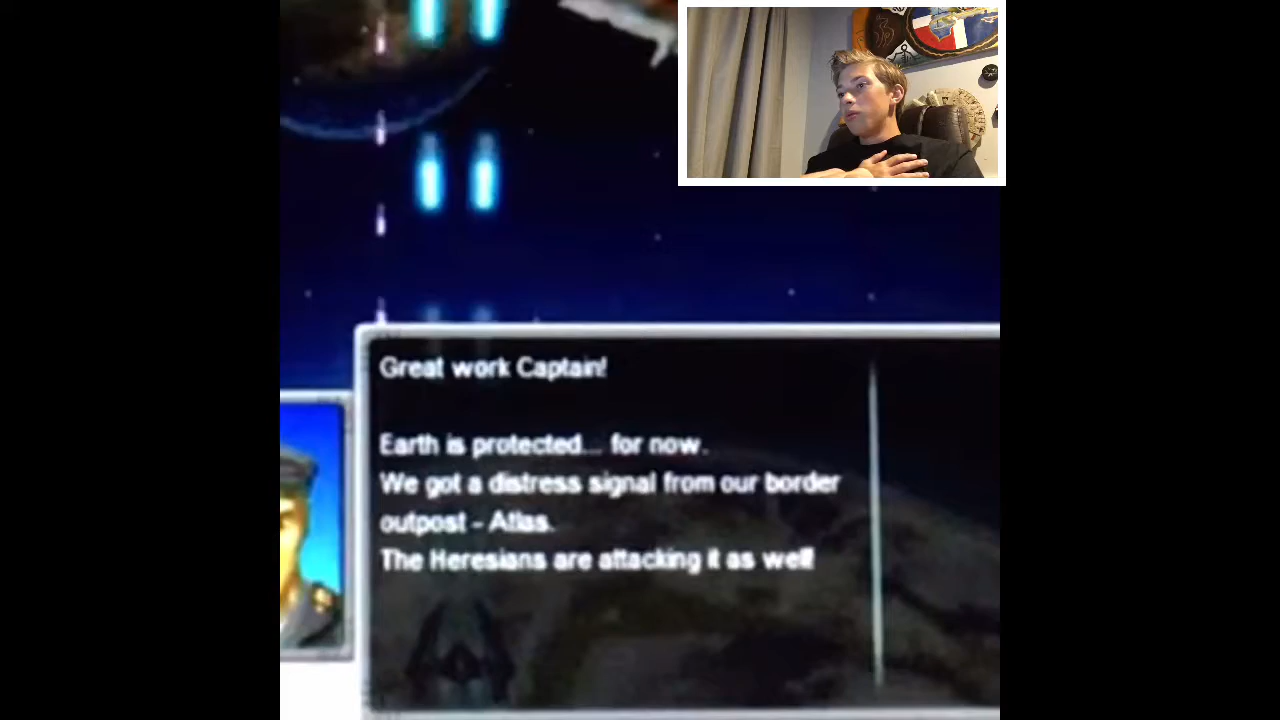 Great work Captain!
Earth is protected... for now.
We got a distress signal from our border
outpost - Atlas.
The Heresians are attacking it as well!